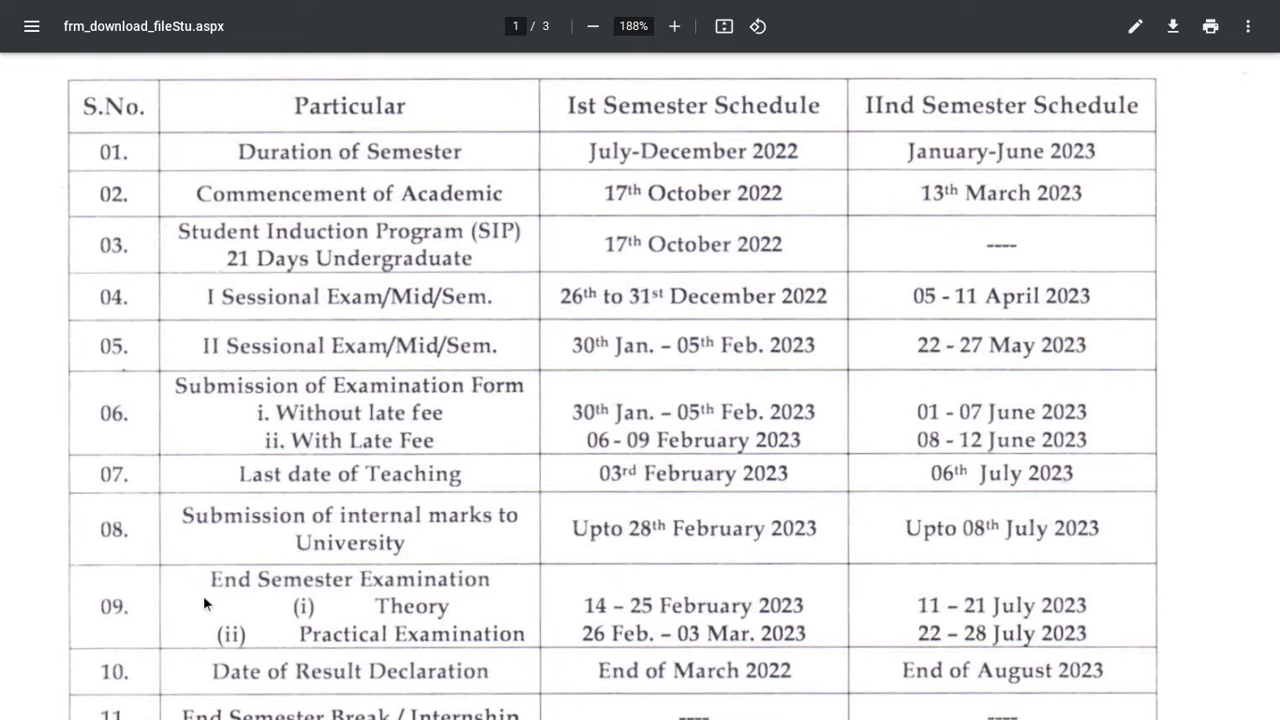 frm_download_fileStu.aspx
1 / 3
188%
S.No. Particular Ist Semester Schedule IInd Semester Schedule
01. Duration of Semester July-December 2022 January-June 2023
02. Commencement of Academic 17th October 2022 13th March 2023
03. Student Induction Program (SIP) 21 Days Undergraduate 17th October 2022 ----
04. I Sessional Exam/Mid/Sem. 26th to 31st December 2022 05 - 11 April 2023
05. II Sessional Exam/Mid/Sem. 30th Jan. – 05th Feb. 2023 22 - 27 May 2023
06. Submission of Examination Form
i. Without late fee 30th Jan. – 05th Feb. 2023 01 - 07 June 2023
ii. With Late Fee 06 - 09 February 2023 08 - 12 June 2023
07. Last date of Teaching 03rd February 2023 06th July 2023
08. Submission of internal marks to University Upto 28th February 2023 Upto 08th July 2023
09. End Semester Examination
(i) Theory 14 – 25 February 2023 11 – 21 July 2023
(ii) Practical Examination 26 Feb. – 03 Mar. 2023 22 – 28 July 2023
10. Date of Result Declaration End of March 2022 End of August 2023
11 End Semester Break / Internship ---- ----